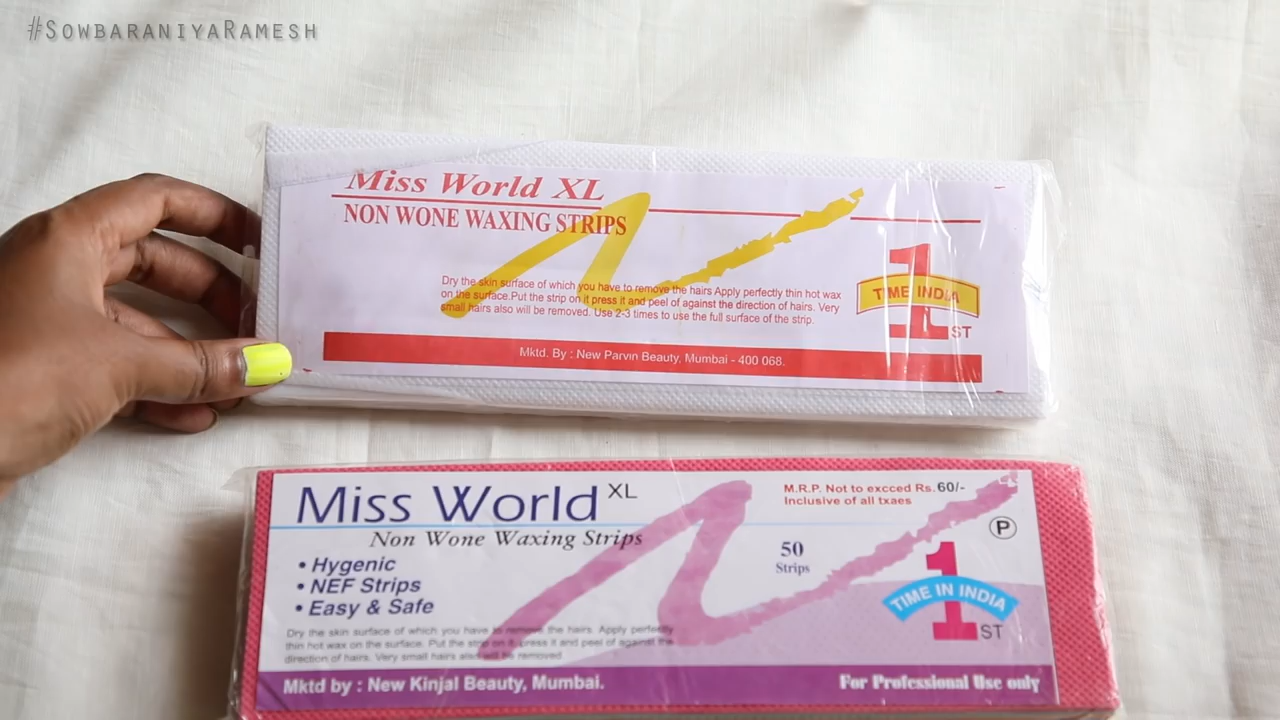 #SowbaraniyaRamesh
Miss World XL
NON WONE WAXING STRIPS
Dry the skin surface of which you have to remove the hairs Apply perfectly thin hot wax
on the surface.Put the strip on it press it and peel of against the direction of hairs. Very
small hairs also will be removed. Use 2-3 times to use the full surface of the strip.
1ST
TIME INDIA
Mktd. By : New Parvin Beauty, Mumbai - 400 068.
Miss World XL
Non Wone Waxing Strips
M.R.P. Not to excced Rs. 60/-
Inclusive of all txaes
P
• Hygenic
• NEF Strips
• Easy & Safe
50
Strips
1ST
TIME IN INDIA
Dry the skin surface of which you have to remove the hairs. Apply perfectly
thin hot wax on the surface. Put the strip on it, press it and peel of against the
direction of hairs. Very small hairs also will be removed
Mktd by : New Kinjal Beauty, Mumbai.
For Professional Use only